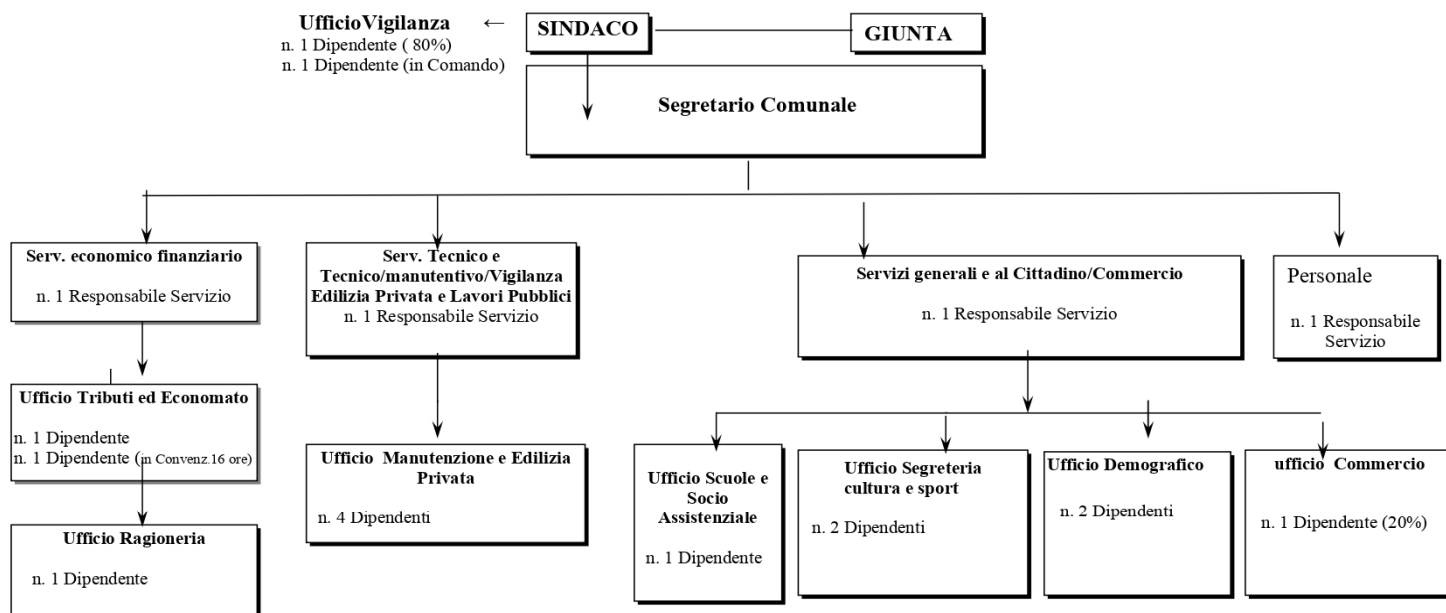 UfficioVigilanza ←
n. 1 Dipendente ( 80%)
n. 1 Dipendente (in Comando)
SINDACO
GIUNTA
Segretario Comunale
Serv. economico finanziario
n. 1 Responsabile Servizio
Serv. Tecnico e
Tecnico/manutentivo/Vigilanza
Edilizia Privata e Lavori Pubblici
n. 1 Responsabile Servizio
Servizi generali e al Cittadino/Commercio
n. 1 Responsabile Servizio
Personale
n. 1 Responsabile
Servizio
Ufficio Tributi ed Economato
n. 1 Dipendente
n. 1 Dipendente (in Convenz.16 ore)
Ufficio Ragioneria
n. 1 Dipendente
Ufficio Manutenzione e Edilizia
Privata
n. 4 Dipendenti
Ufficio Scuole e
Socio
Assistenziale
n. 1 Dipendente
Ufficio Segreteria
cultura e sport
n. 2 Dipendenti
Ufficio Demografico
n. 2 Dipendenti
ufficio Commercio
n. 1 Dipendente (20%)